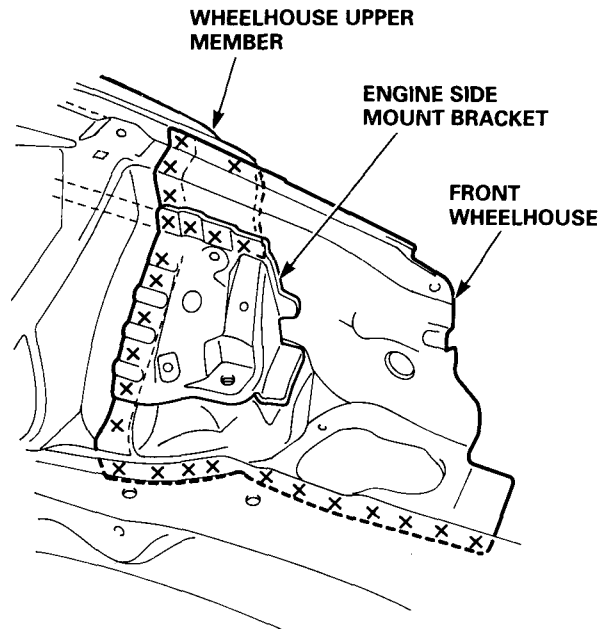 WHEELHOUSE UPPER
MEMBER
ENGINE SIDE
MOUNT BRACKET
FRONT
WHEELHOUSE